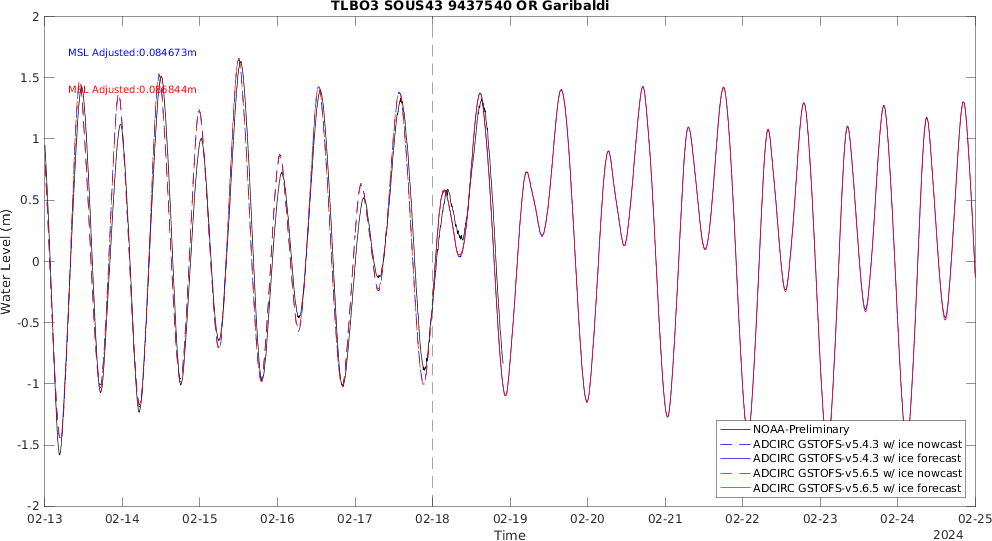 TLBO3 SOUS43 9437540 OR Garibaldi
2
1.5
1
0.5
0
-0.5
-1
-1.5
-2
Water Level (m)
MSL Adjusted:0.084673m
MSL Adjusted:0.086844m
NOAA-Preliminary
ADCIRC GSTOFS-v5.4.3 w/ ice nowcast
ADCIRC GSTOFS-v5.4.3 w/ ice forecast
ADCIRC GSTOFS-v5.6.5 w/ ice nowcast
ADCIRC GSTOFS-v5.6.5 w/ ice forecast
02-13 02-14 02-15 02-16 02-17 02-18 02-19 02-20 02-21 02-22 02-23 02-24 02-25
Time
2024